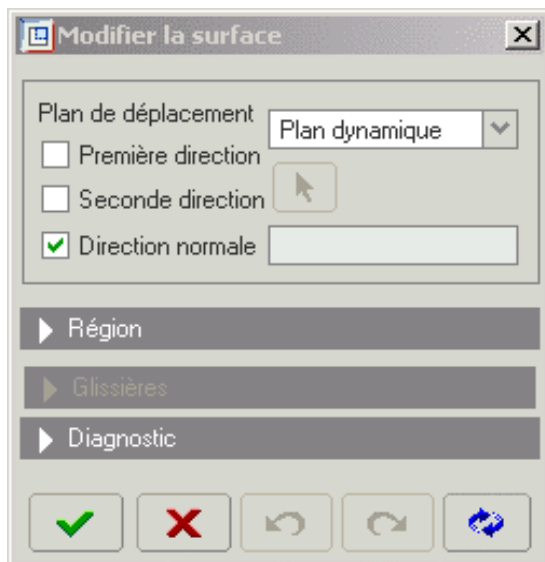 Modifier la surface
Plan de déplacement
Plan dynamique
Première direction
Seconde direction
Direction normale
Région
Glissières
Diagnostic